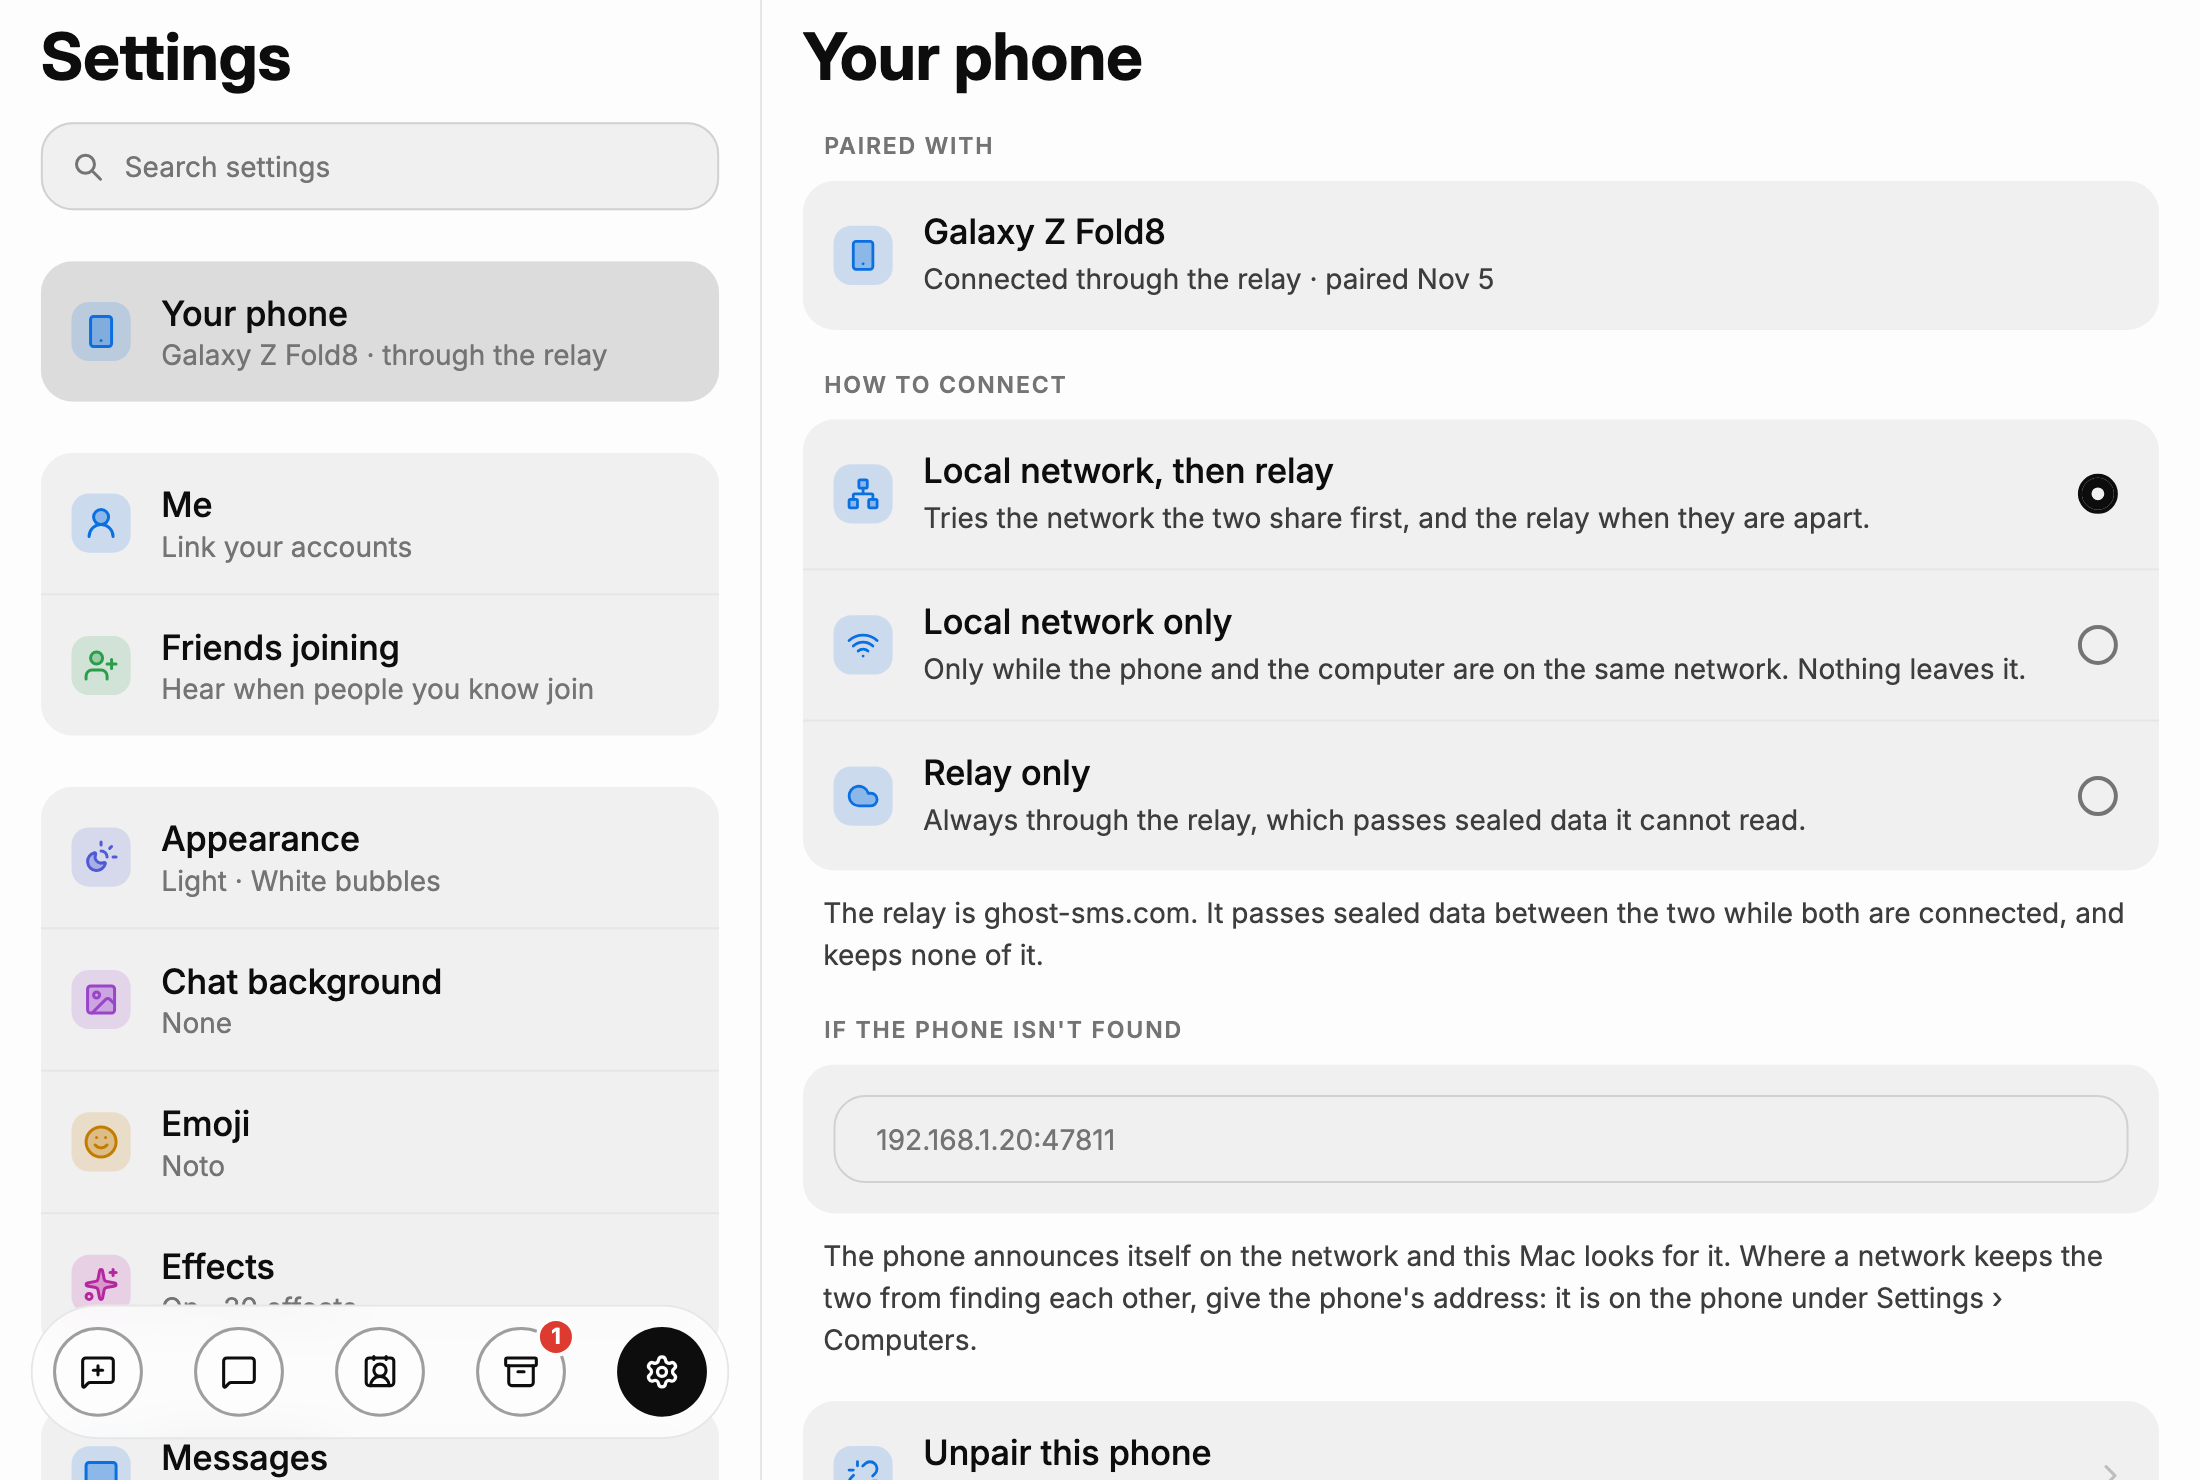 Settings
Search settings
Your phone
Galaxy Z Fold8 · through the relay
Me
Link your accounts
Friends joining
Hear when people you know join
Appearance
Light · White bubbles
Chat background
None
Emoji
Noto
Effects
On · 20 effects
1
Messages
Your phone
PAIRED WITH
Galaxy Z Fold8
Connected through the relay · paired Nov 5
HOW TO CONNECT
Local network, then relay
Tries the network the two share first, and the relay when they are apart.
Local network only
Only while the phone and the computer are on the same network. Nothing leaves it.
Relay only
Always through the relay, which passes sealed data it cannot read.
The relay is ghost-sms.com. It passes sealed data between the two while both are connected, and
keeps none of it.
IF THE PHONE ISN'T FOUND
192.168.1.20:47811
The phone announces itself on the network and this Mac looks for it. Where a network keeps the
two from finding each other, give the phone's address: it is on the phone under Settings ›
Computers.
Unpair this phone